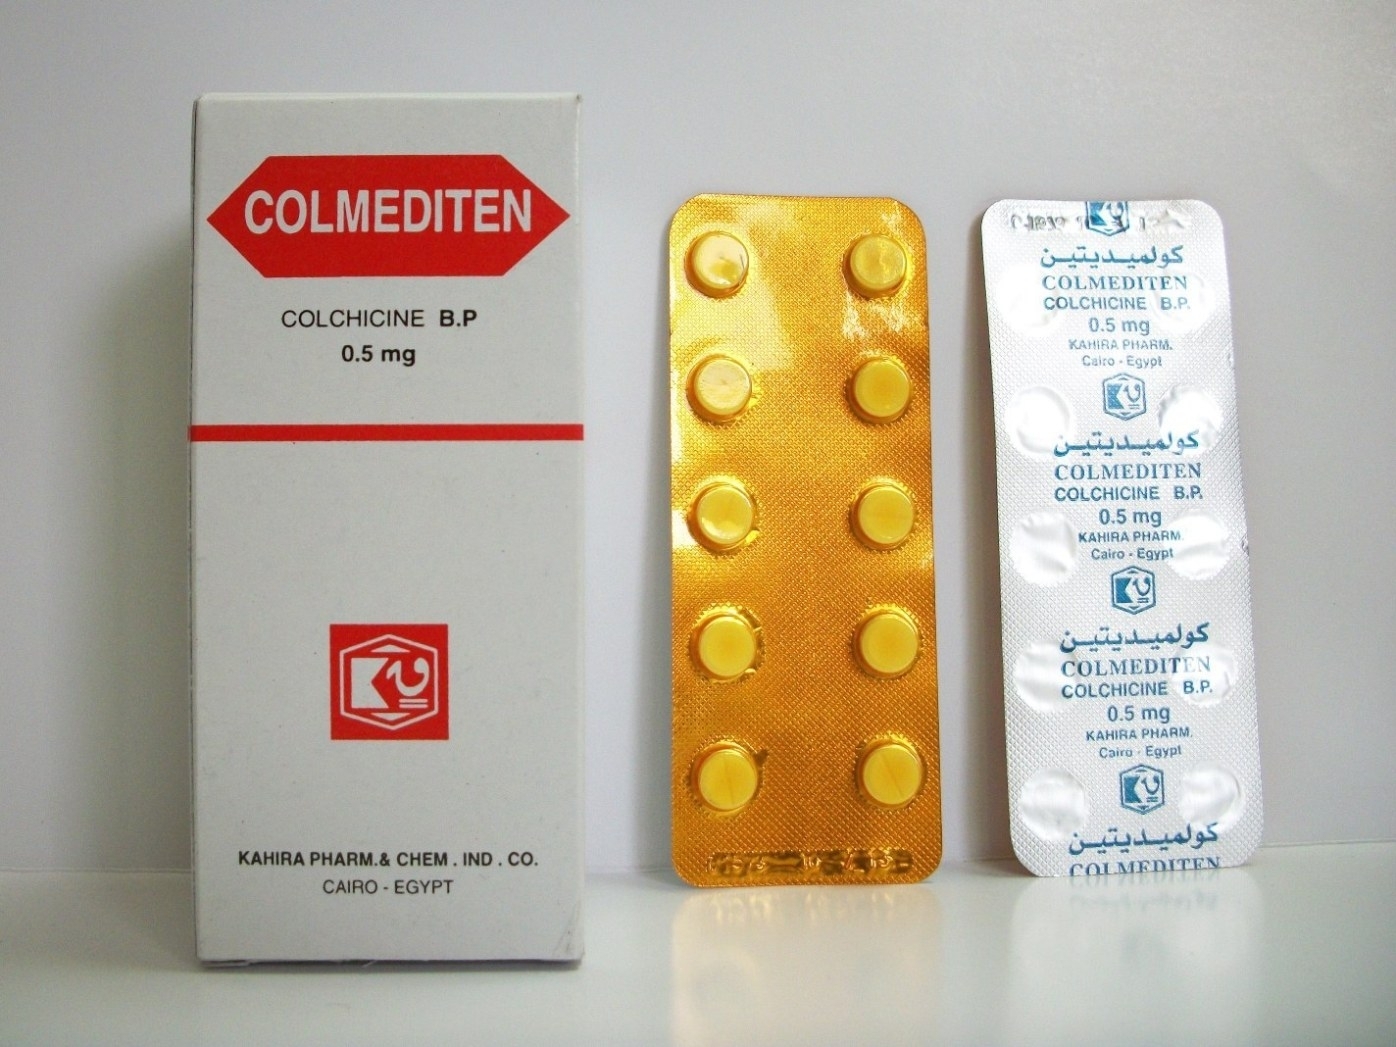 COLMEDITEN
COLCHICINE B.P
0.5 mg
KAHIRA PHARM.& CHEM . IND . CO.
CAIRO - EGYPT
كولميديتين
COLMEDITEN
COLCHICINE B.P.
0.5 mg
KAHIRA PHARM.
Cairo - Egypt
كولميديتين
COLMEDITEN
COLCHICINE B.P.
0.5 mg
KAHIRA PHARM.
Cairo - Egypt
كولميديتين
COLMEDITEN
COLCHICINE B.P.
0.5 mg
KAHIRA PHARM.
Cairo - Egypt
كولميديتين
COLMEDITEN